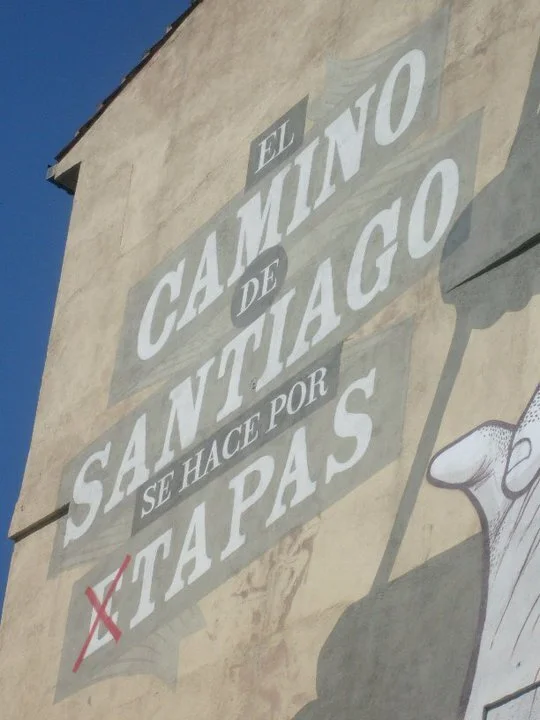 EL
CAMINO
DE
SANTIAGO
SE HACE POR
ETAPAS